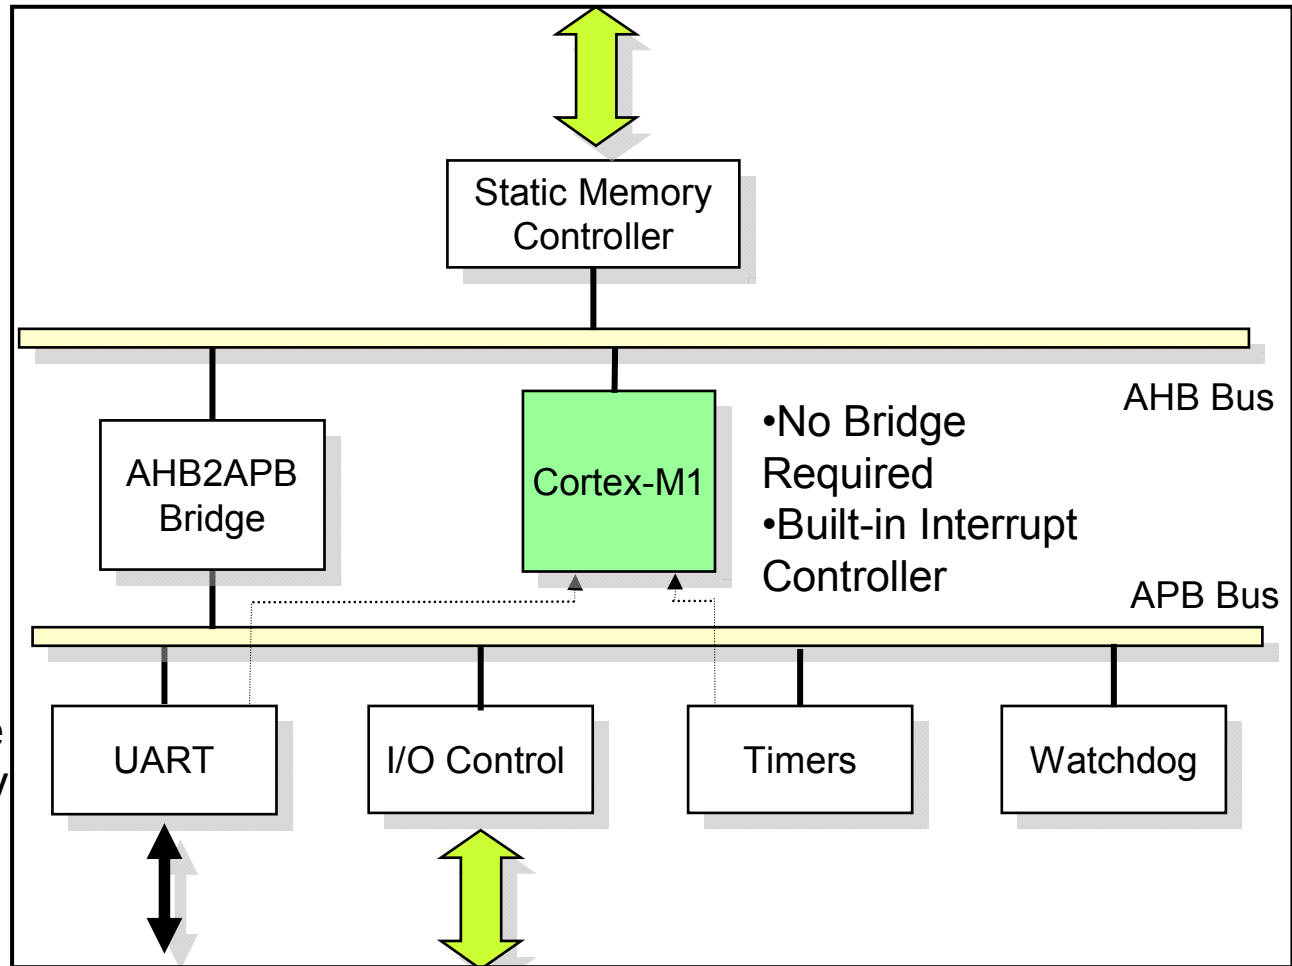 Static Memory
Controller
AHB Bus
AHB2APB
Bridge
Cortex-M1
•No Bridge
Required
•Built-in Interrupt
Controller
APB Bus
UART
I/O Control
Timers
Watchdog